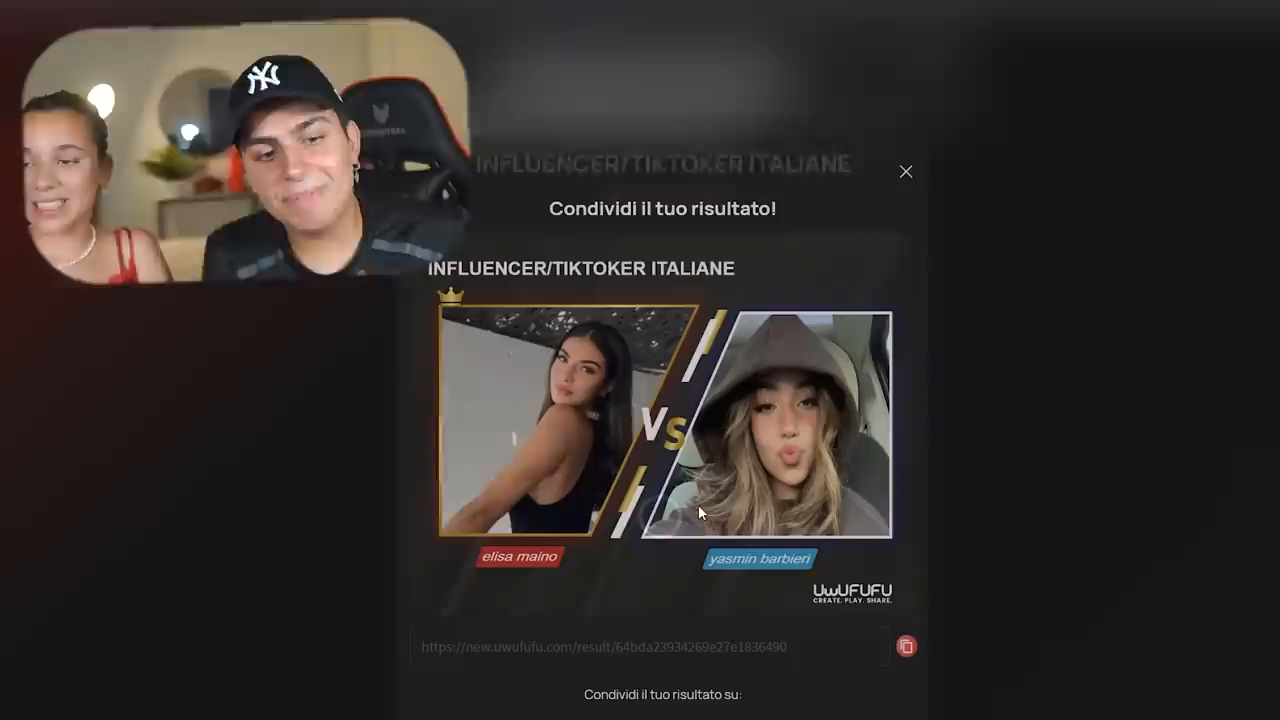 NY
INFLUENCER/TIKTOKER ITALIANE
Condividi il tuo risultato!
INFLUENCER/TIKTOKER ITALIANE
VS
elisa maino
yasmin barbieri
UwUFUFU
CREATE. PLAY. SHARE.
https://new.uwufufu.com/result/64bda23934269e27e1836490
Condividi il tuo risultato su: